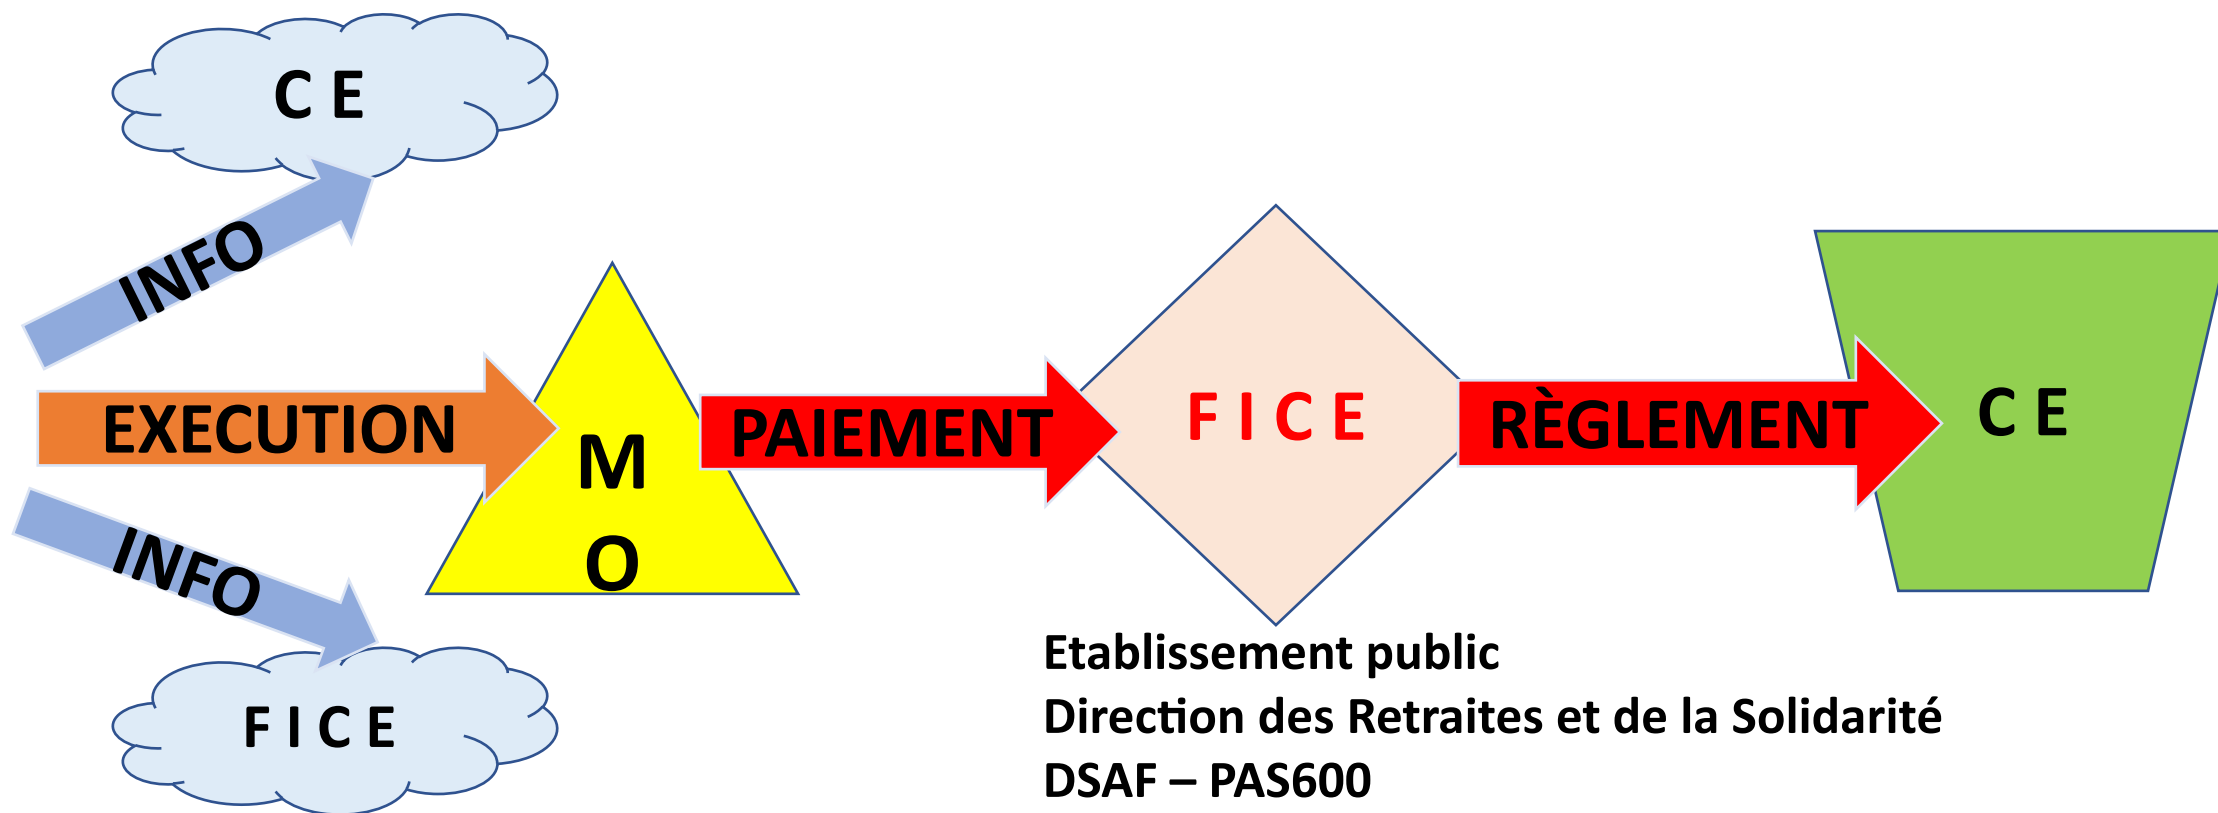 C E
INFO
EXECUTION
M
O
PAIEMENT
F I C E
RÈGLEMENT
C E
INFO
F I C E
Etablissement public
Direction des Retraites et de la Solidarité
DSAF – PAS600